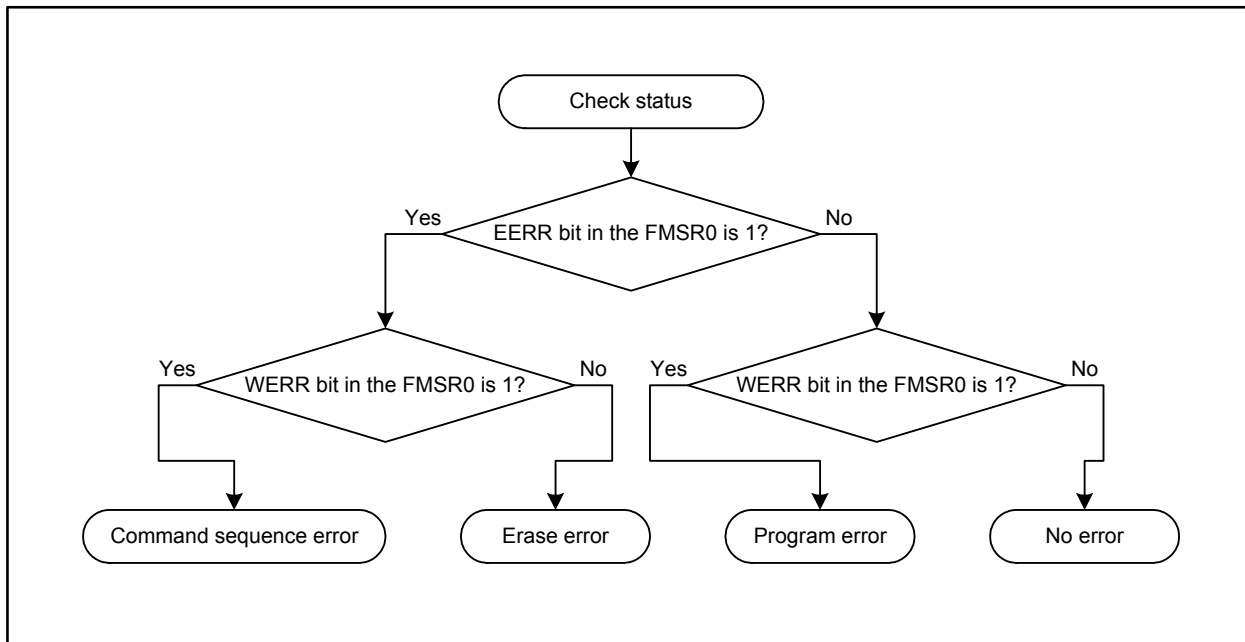 Check status
Yes
No
EERR bit in the FMSR0 is 1?
Yes
No
Yes
No
WERR bit in the FMSR0 is 1?
WERR bit in the FMSR0 is 1?
Command sequence error
Erase error
Program error
No error